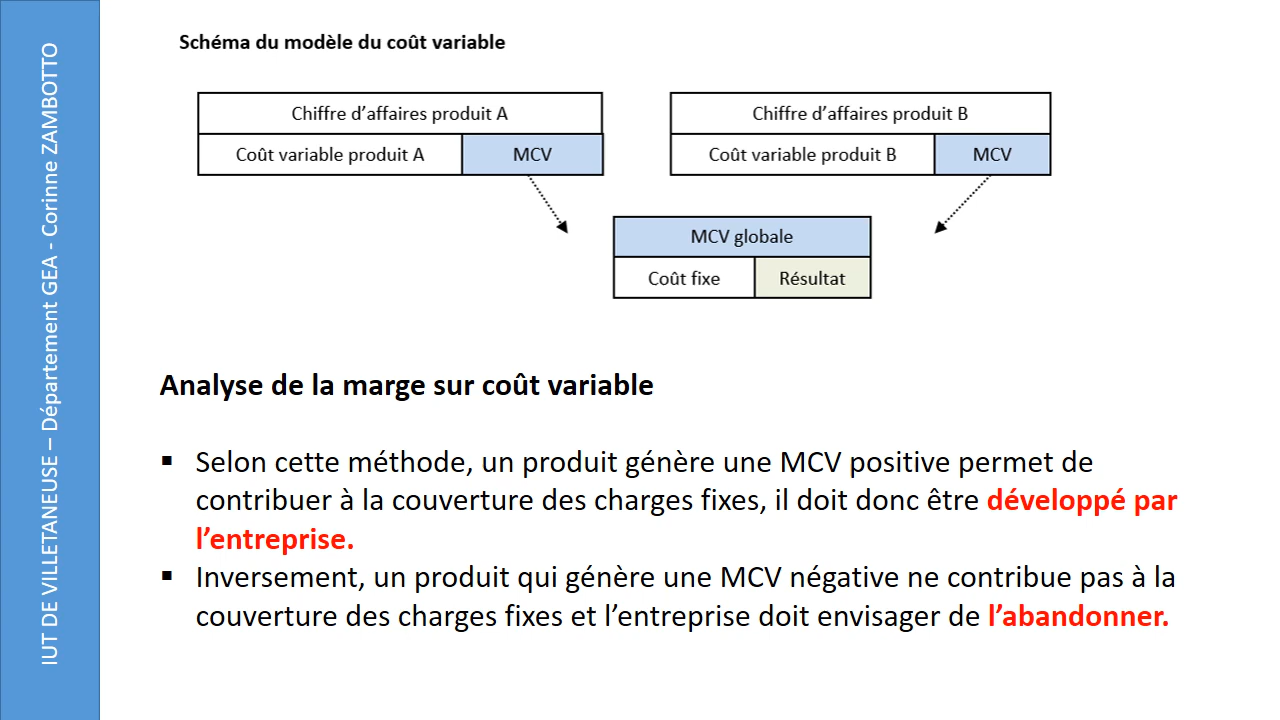 IUT DE VILLETANEUSE – Département GEA - Corinne ZAMBOTTO
Schéma du modèle du coût variable
Chiffre d’affaires produit A
Coût variable produit A
MCV
Chiffre d’affaires produit B
Coût variable produit B
MCV
MCV globale
Coût fixe
Résultat
Analyse de la marge sur coût variable
▪ Selon cette méthode, un produit génère une MCV positive permet de
contribuer à la couverture des charges fixes, il doit donc être développé par
l’entreprise.
▪ Inversement, un produit qui génère une MCV négative ne contribue pas à la
couverture des charges fixes et l’entreprise doit envisager de l’abandonner.